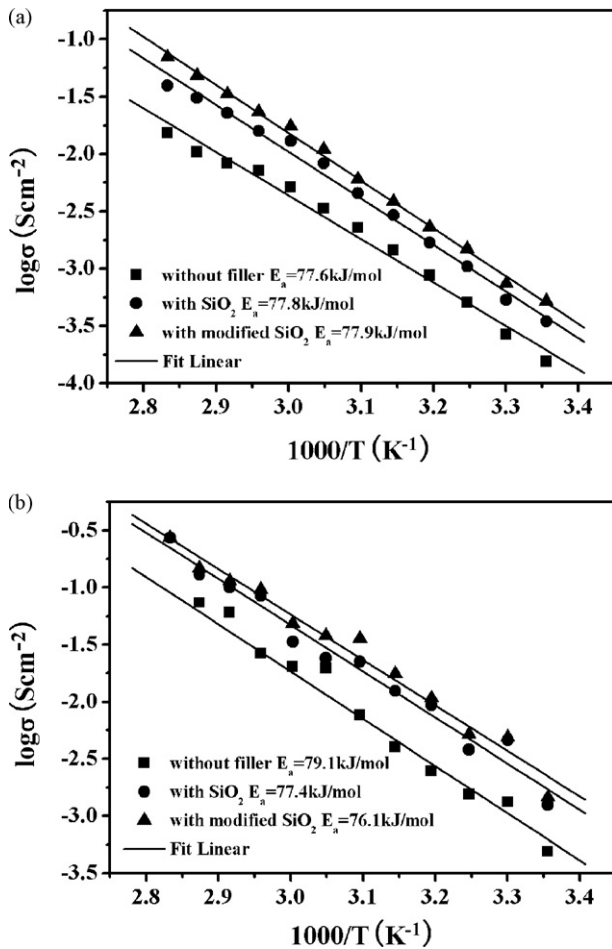 (a)
-1.0
-1.5
-2.0
-2.5
-3.0
-3.5
-4.0
logσ (Scm⁻²)
without filler Eₐ=77.6kJ/mol
with SiO₂ Eₐ=77.8kJ/mol
with modified SiO₂ Eₐ=77.9kJ/mol
Fit Linear
2.8 2.9 3.0 3.1 3.2 3.3 3.4
1000/T (K⁻¹)
(b)
-0.5
-1.0
-1.5
-2.0
-2.5
-3.0
-3.5
logσ (Scm⁻²)
without filler Eₐ=79.1kJ/mol
with SiO₂ Eₐ=77.4kJ/mol
with modified SiO₂ Eₐ=76.1kJ/mol
Fit Linear
2.8 2.9 3.0 3.1 3.2 3.3 3.4
1000/T (K⁻¹)